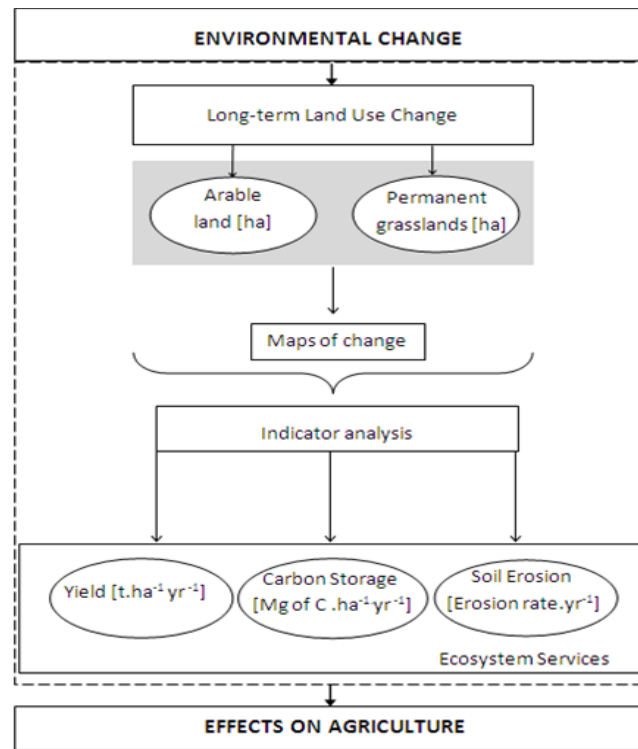 ENVIRONMENTAL CHANGE
Long-term Land Use Change
Arable
land [ha]
Permanent
grasslands [ha]
Maps of change
Indicator analysis
Yield [t.ha⁻¹ yr⁻¹]
Carbon Storage
[Mg of C .ha⁻¹ yr⁻¹]
Soil Erosion
[Erosion rate.yr⁻¹]
Ecosystem Services
EFFECTS ON AGRICULTURE